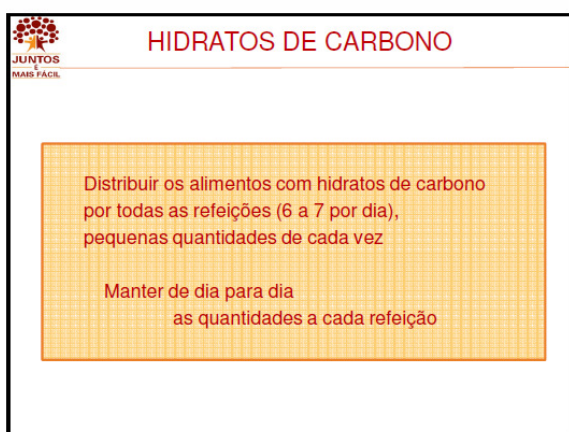 HIDRATOS DE CARBONO
JUNTOS
É
MAIS FÁCIL
Distribuir os alimentos com hidratos de carbono
por todas as refeições (6 a 7 por dia),
pequenas quantidades de cada vez
Manter de dia para dia
as quantidades a cada refeição